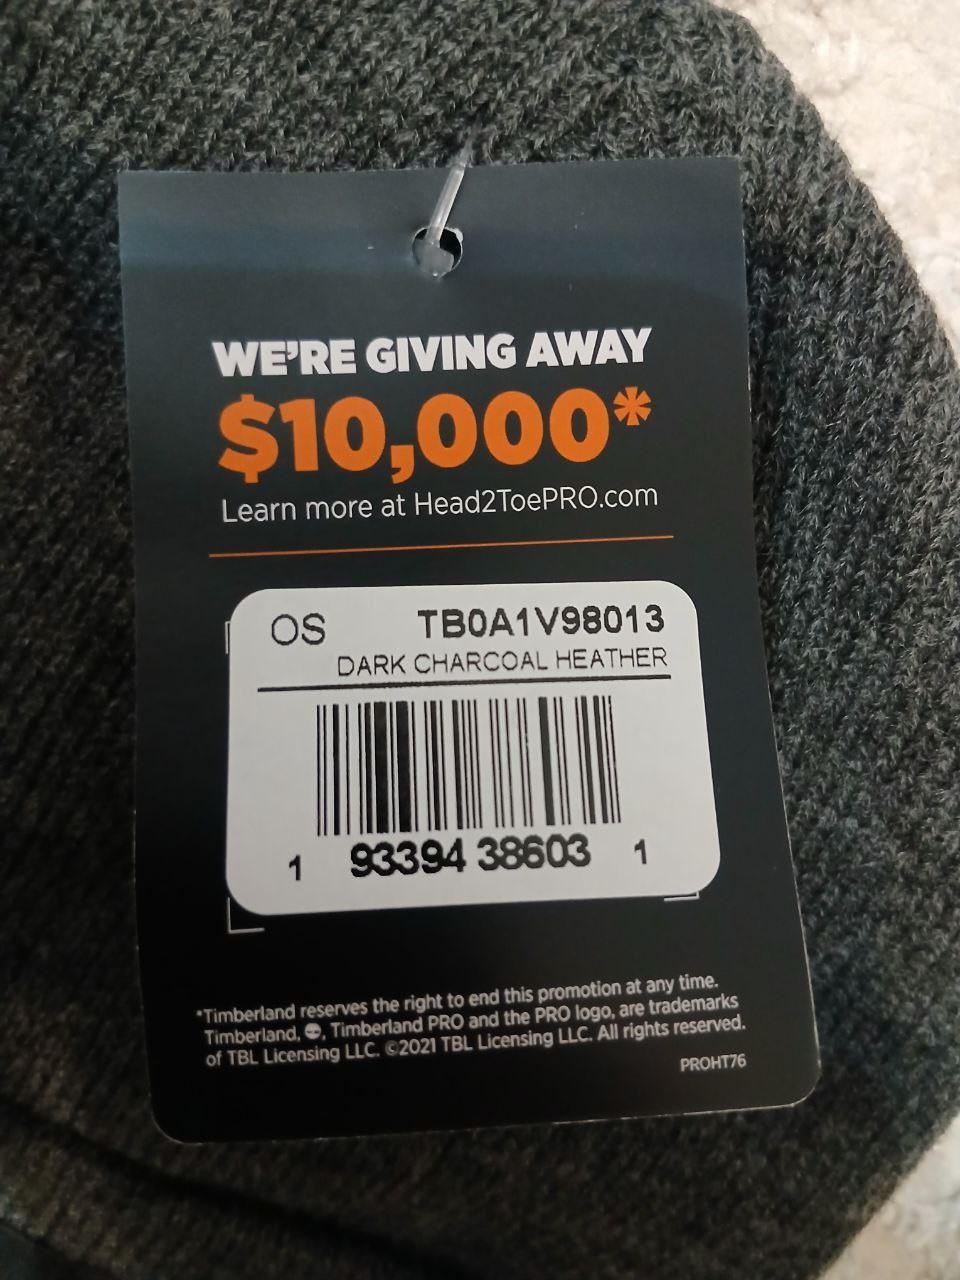 WE'RE GIVING AWAY
$10,000*
Learn more at Head2ToePRO.com
OS TB0A1V98013
DARK CHARCOAL HEATHER
1 93394 38603 1
*Timberland reserves the right to end this promotion at any time.
Timberland, , Timberland PRO and the PRO logo, are trademarks
of TBL Licensing LLC. ©2021 TBL Licensing LLC. All rights reserved.
PROHT76